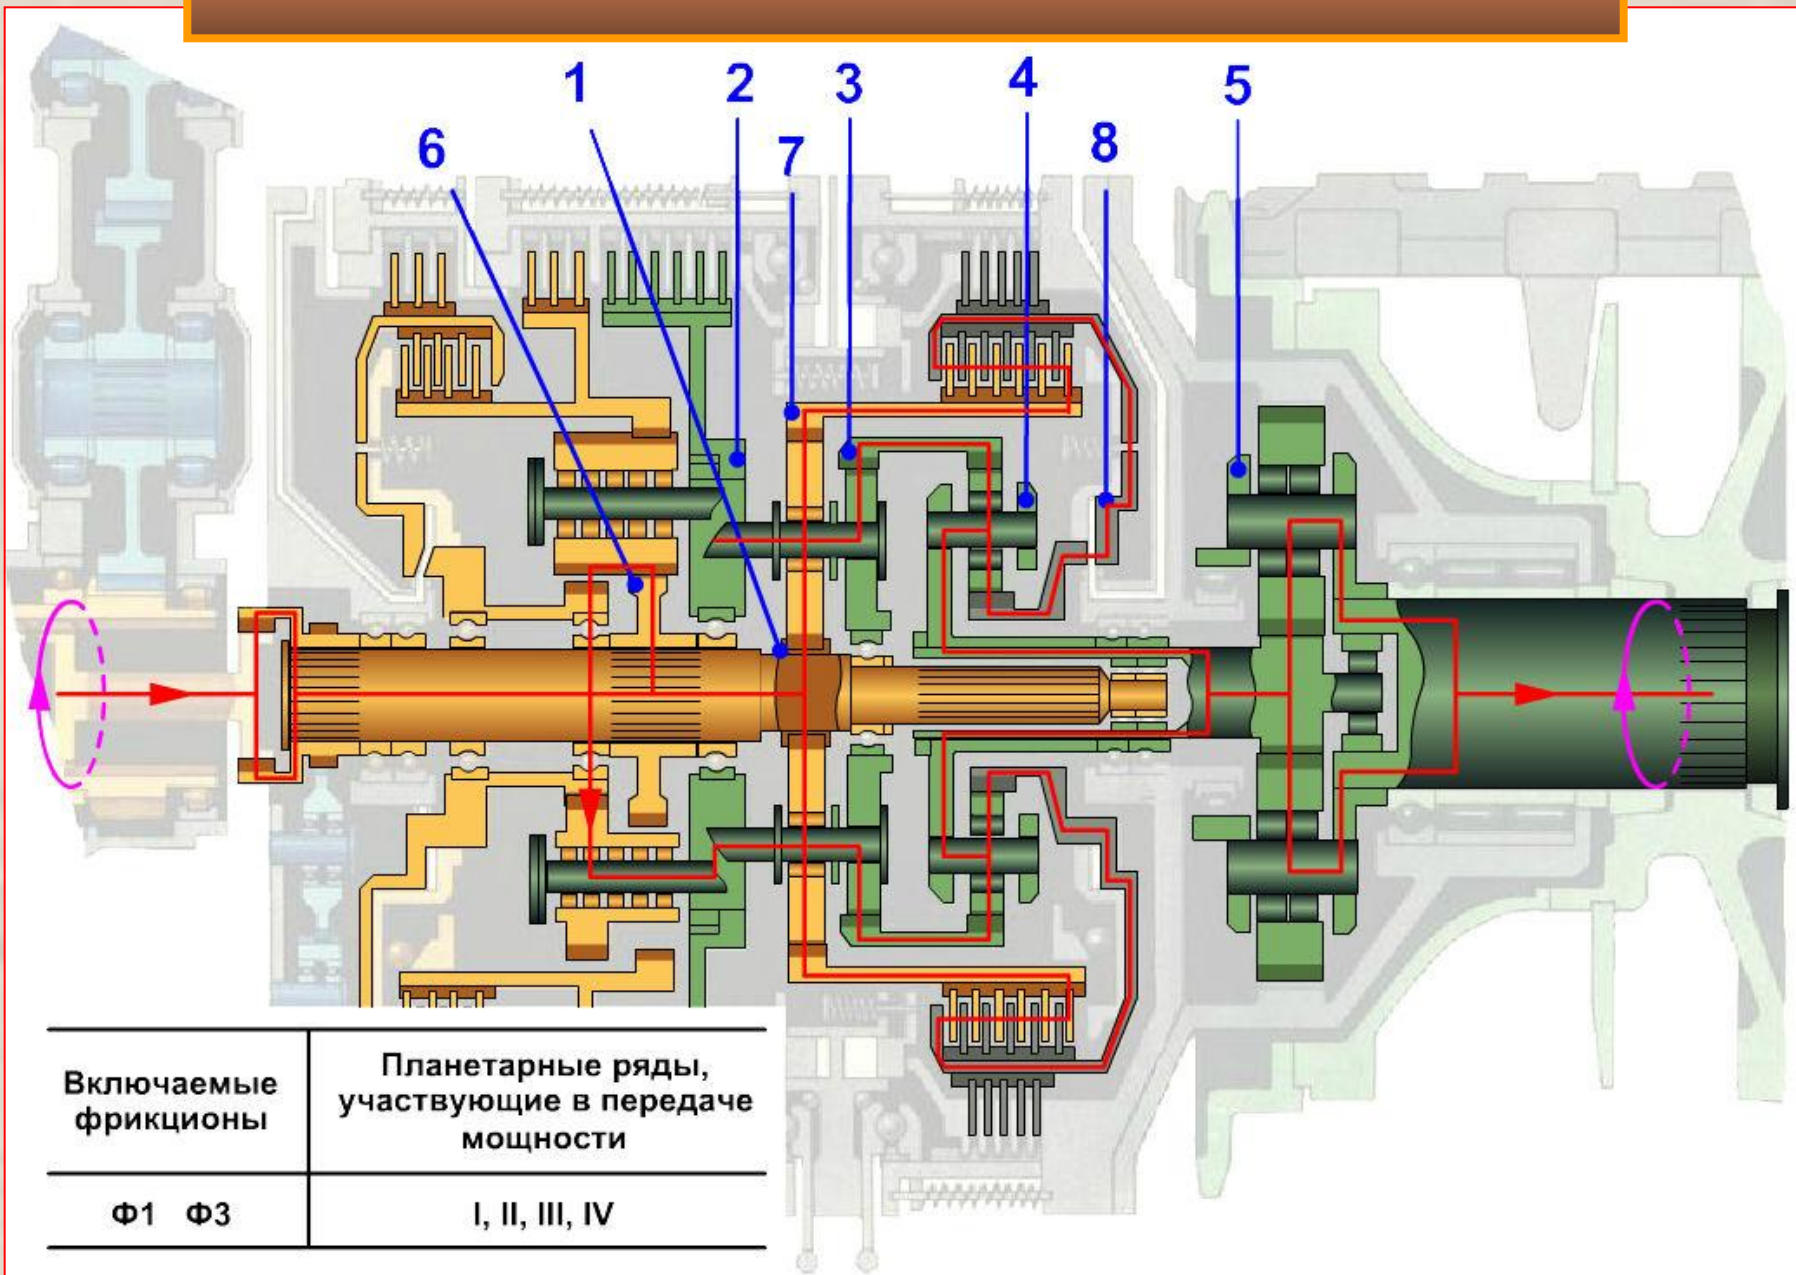 1
2
3
4
5
6
7
8
Включаемые
фрикционы
Планетарные ряды,
участвующие в передаче
мощности
Ф1 Ф3
I, II, III, IV